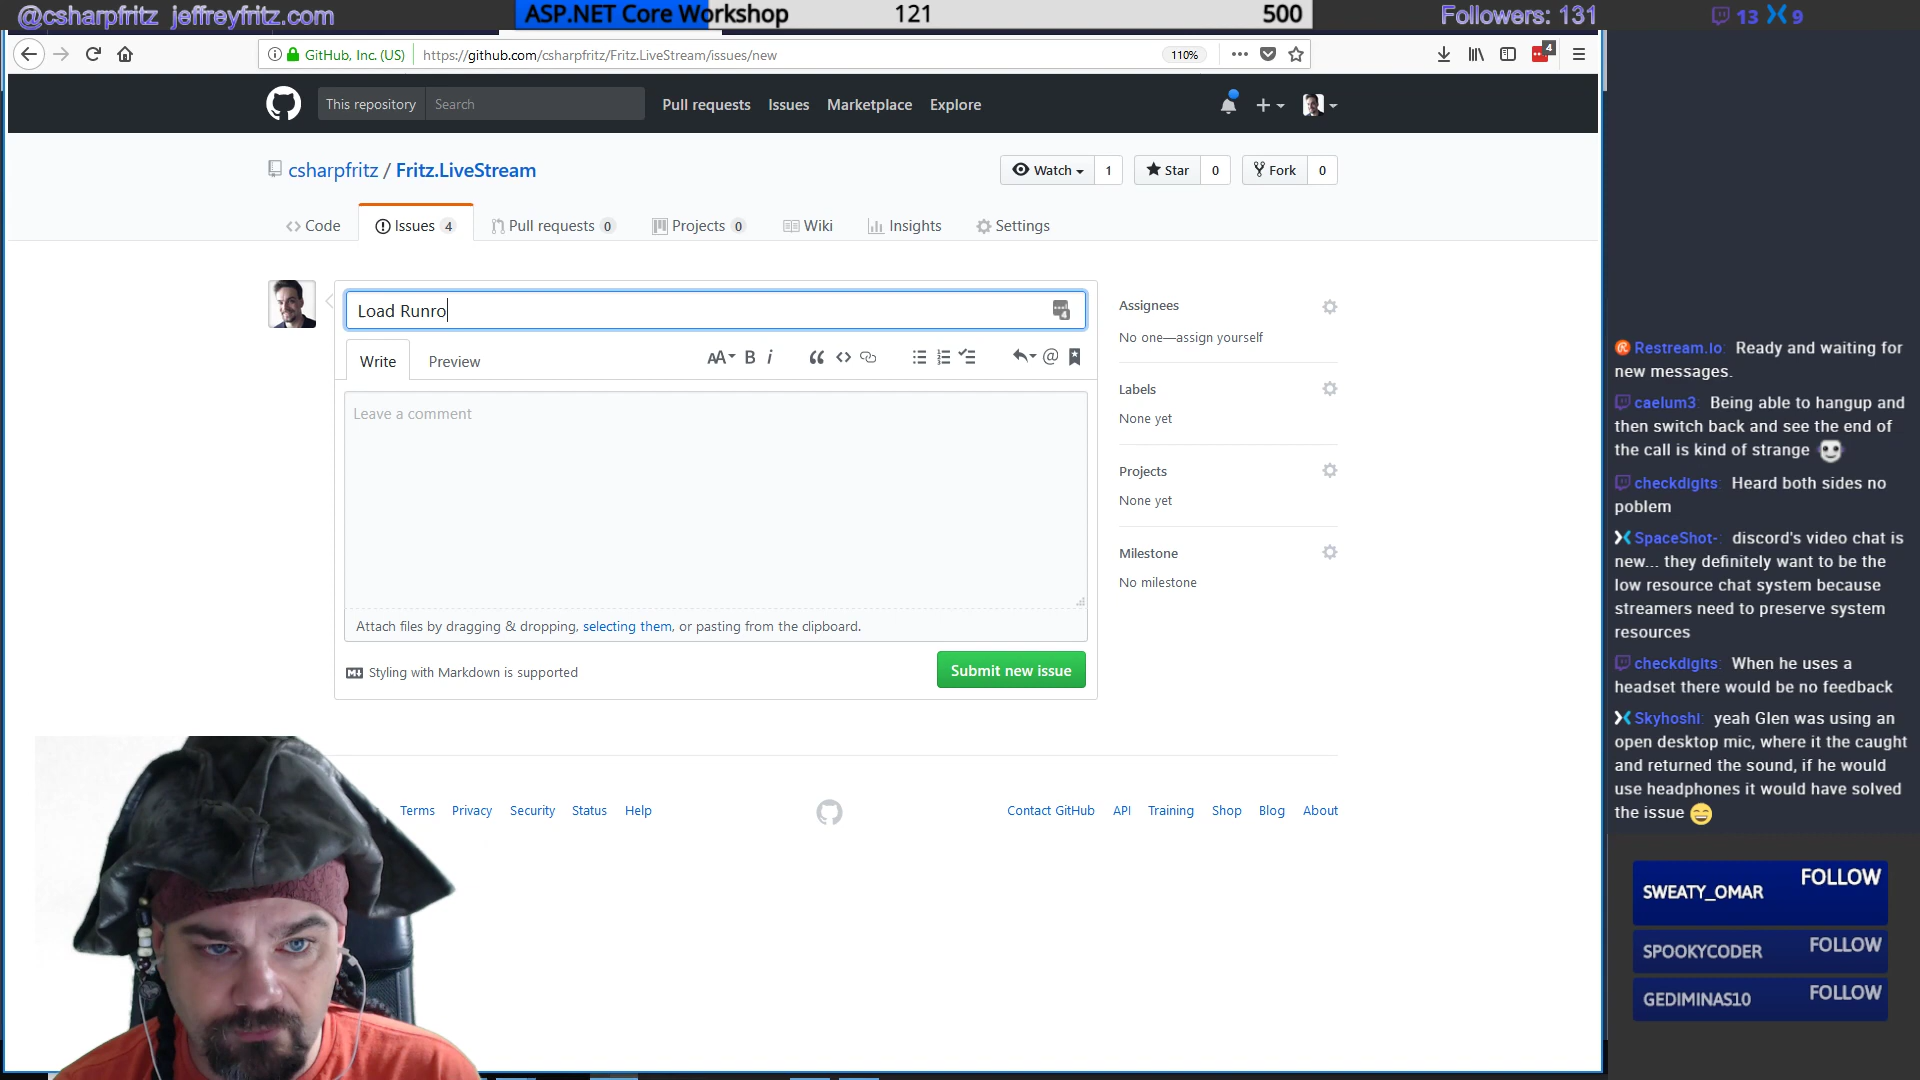 @csharpfritz jeffreyfritz.com
ASP.NET Core Workshop 121 500
Followers: 131 13 9
GitHub, Inc. (US) https://github.com/csharpfritz/Fritz.LiveStream/issues/new 110% 4
This repository Search Pull requests Issues Marketplace Explore
csharpfritz / Fritz.LiveStream
Watch 1 Star 0 Fork 0
Code Issues 4 Pull requests 0 Projects 0 Wiki Insights Settings
Load Runro
4
Write Preview
AA B i
Leave a comment
Attach files by dragging & dropping, selecting them, or pasting from the clipboard.
Styling with Markdown is supported
Submit new issue
Assignees
No one—assign yourself
Labels
None yet
Projects
None yet
Milestone
No milestone
Terms Privacy Security Status Help
Contact GitHub API Training Shop Blog About
Restream.io: Ready and waiting for
new messages.
caelum3: Being able to hangup and
then switch back and see the end of
the call is kind of strange
checkdigits: Heard both sides no
poblem
SpaceShot-: discord's video chat is
new... they definitely want to be the
low resource chat system because
streamers need to preserve system
resources
checkdigits: When he uses a
headset there would be no feedback
Skyhoshi: yeah Glen was using an
open desktop mic, where it the caught
and returned the sound, if he would
use headphones it would have solved
the issue
SWEATY_OMAR FOLLOW
SPOOKYCODER FOLLOW
GEDIMINAS10 FOLLOW